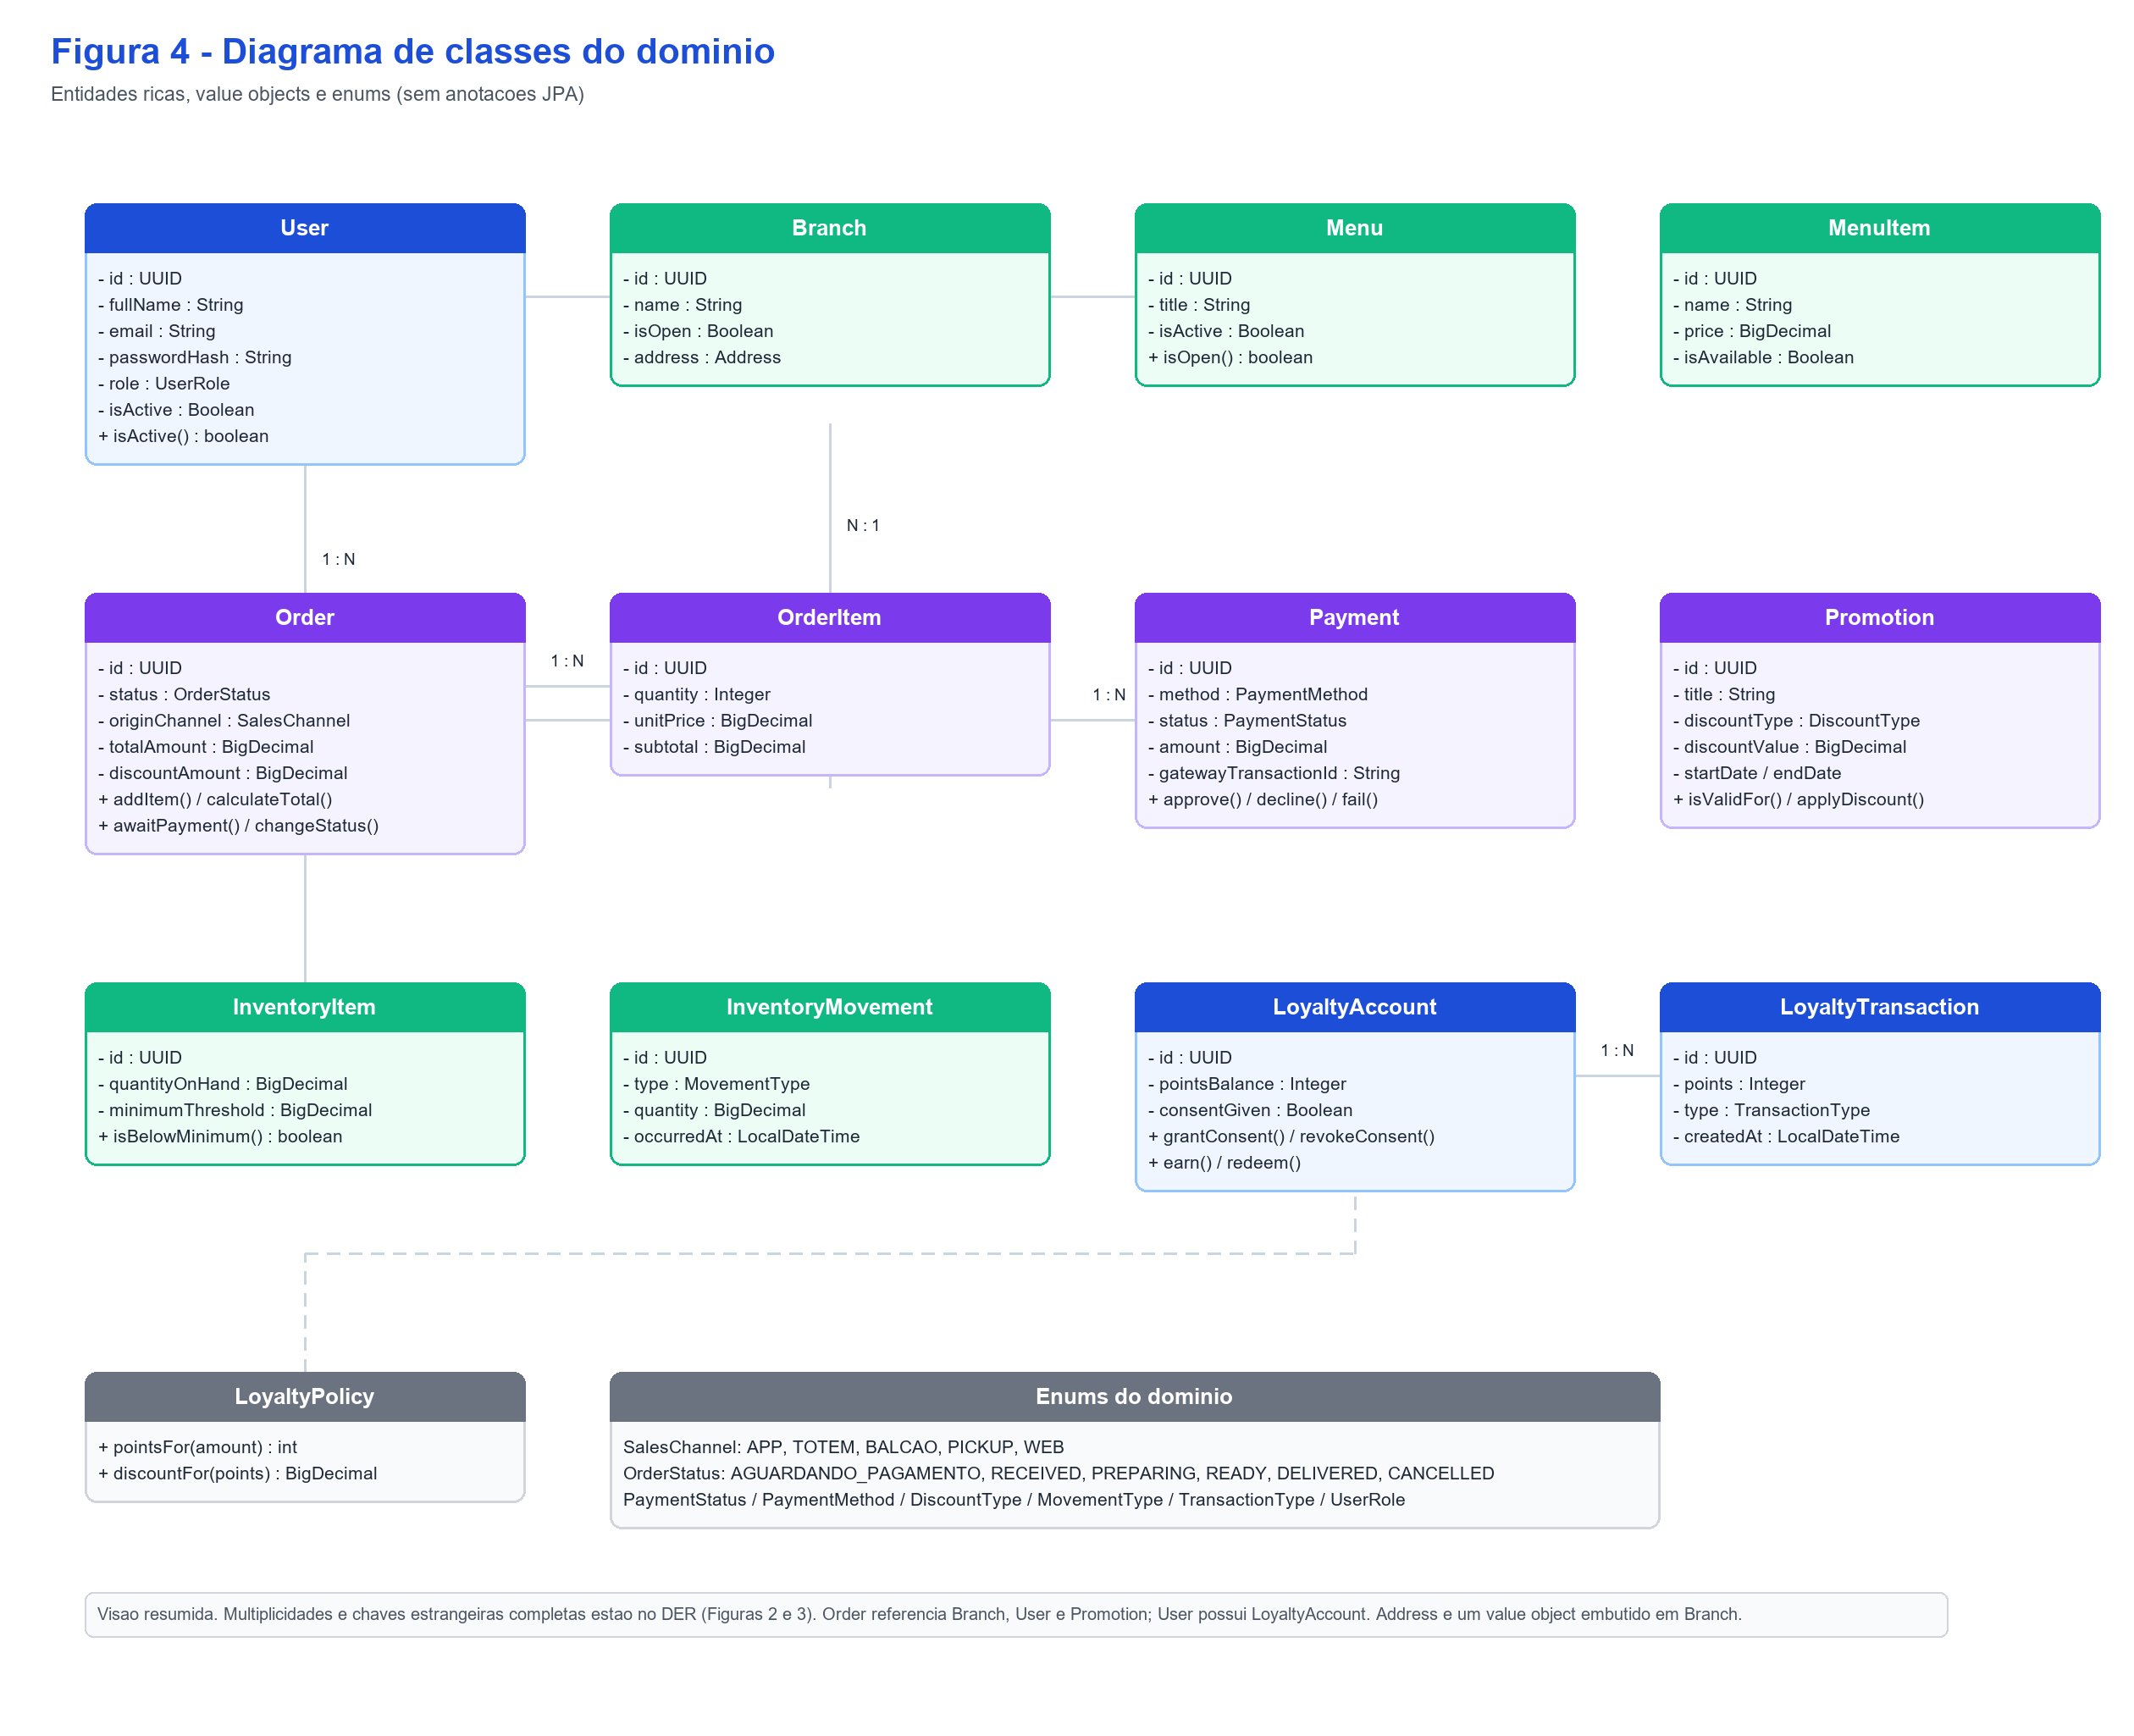 Figura 4 - Diagrama de classes do dominio
Entidades ricas, value objects e enums (sem anotacoes JPA)
User
- id : UUID
- fullName : String
- email : String
- passwordHash : String
- role : UserRole
- isActive : Boolean
+ isActive() : boolean
Branch
- id : UUID
- name : String
- isOpen : Boolean
- address : Address
Menu
- id : UUID
- title : String
- isActive : Boolean
+ isOpen() : boolean
MenuItem
- id : UUID
- name : String
- price : BigDecimal
- isAvailable : Boolean
N : 1
1 : N
Order
- id : UUID
- status : OrderStatus
- originChannel : SalesChannel
- totalAmount : BigDecimal
- discountAmount : BigDecimal
+ addItem() / calculateTotal()
+ awaitPayment() / changeStatus()
1 : N
OrderItem
- id : UUID
- quantity : Integer
- unitPrice : BigDecimal
- subtotal : BigDecimal
1 : N
Payment
- id : UUID
- method : PaymentMethod
- status : PaymentStatus
- amount : BigDecimal
- gatewayTransactionId : String
+ approve() / decline() / fail()
Promotion
- id : UUID
- title : String
- discountType : DiscountType
- discountValue : BigDecimal
- startDate / endDate
+ isValidFor() / applyDiscount()
InventoryItem
- id : UUID
- quantityOnHand : BigDecimal
- minimumThreshold : BigDecimal
+ isBelowMinimum() : boolean
InventoryMovement
- id : UUID
- type : MovementType
- quantity : BigDecimal
- occurredAt : LocalDateTime
LoyaltyAccount
- id : UUID
- pointsBalance : Integer
- consentGiven : Boolean
+ grantConsent() / revokeConsent()
+ earn() / redeem()
1 : N
LoyaltyTransaction
- id : UUID
- points : Integer
- type : TransactionType
- createdAt : LocalDateTime
LoyaltyPolicy
+ pointsFor(amount) : int
+ discountFor(points) : BigDecimal
Enums do dominio
SalesChannel: APP, TOTEM, BALCAO, PICKUP, WEB
OrderStatus: AGUARDANDO_PAGAMENTO, RECEIVED, PREPARING, READY, DELIVERED, CANCELLED
PaymentStatus / PaymentMethod / DiscountType / MovementType / TransactionType / UserRole
Visao resumida. Multiplicidades e chaves estrangeiras completas estao no DER (Figuras 2 e 3). Order referencia Branch, User e Promotion; User possui LoyaltyAccount. Address e um value object embutido em Branch.